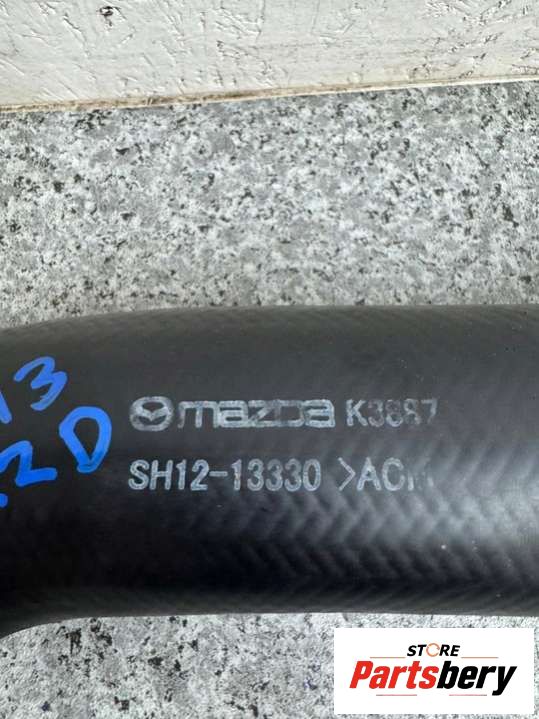 13
.2D
mazda K3887
SH12-13330 >ACM
STORE
Partsbery